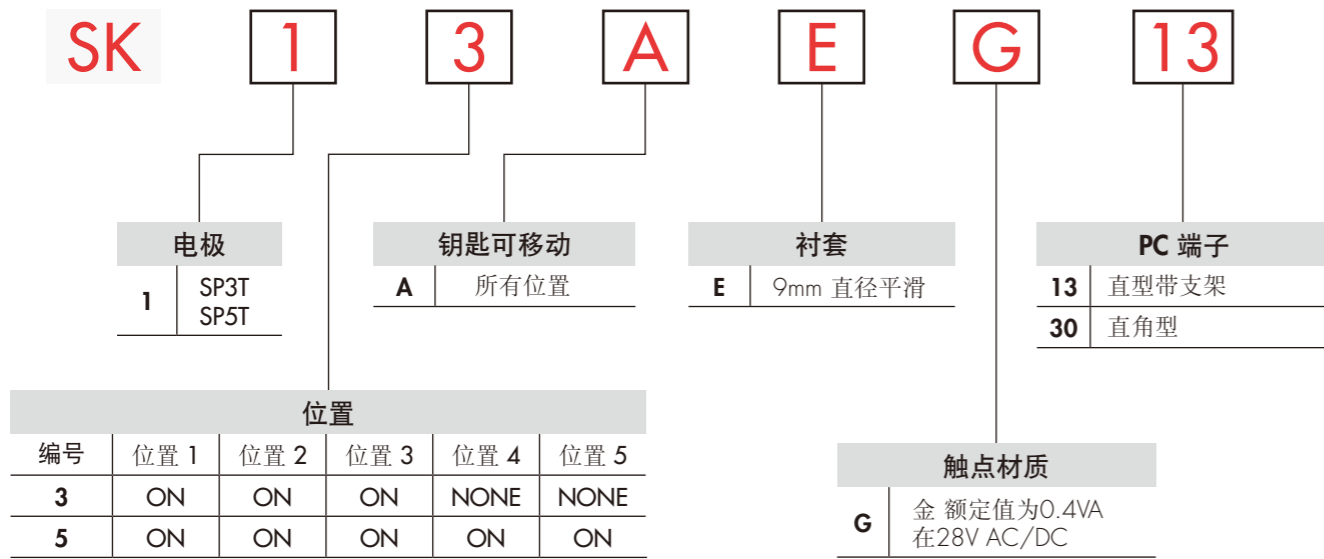 SK 1 3 A E G 13
电极
1 SP3T
SP5T
钥匙可移动
A 所有位置
衬套
E 9mm 直径平滑
PC 端子
13 直型带支架
30 直角型
位置
编号 位置 1 位置 2 位置 3 位置 4 位置 5
3 ON ON ON NONE NONE
5 ON ON ON ON ON
触点材质
G 金 额定值为0.4VA
在28V AC/DC